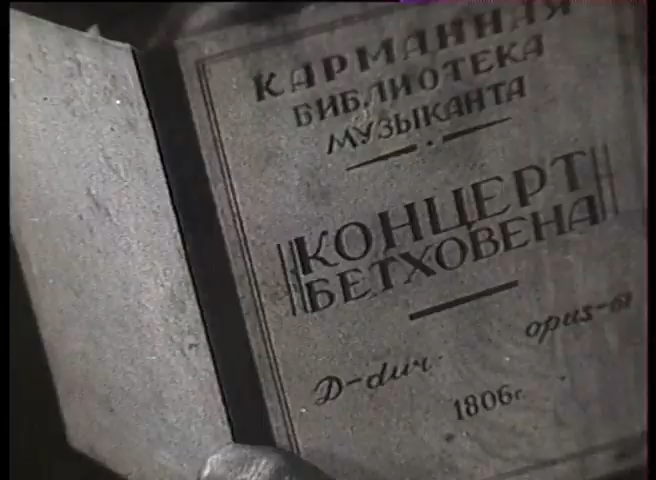 КАРМАННАЯ
БИБЛИОТЕКА
МУЗЫКАНТА
КОНЦЕРТ
БЕТХОВЕНА
D-dur. opus-61
1806г.